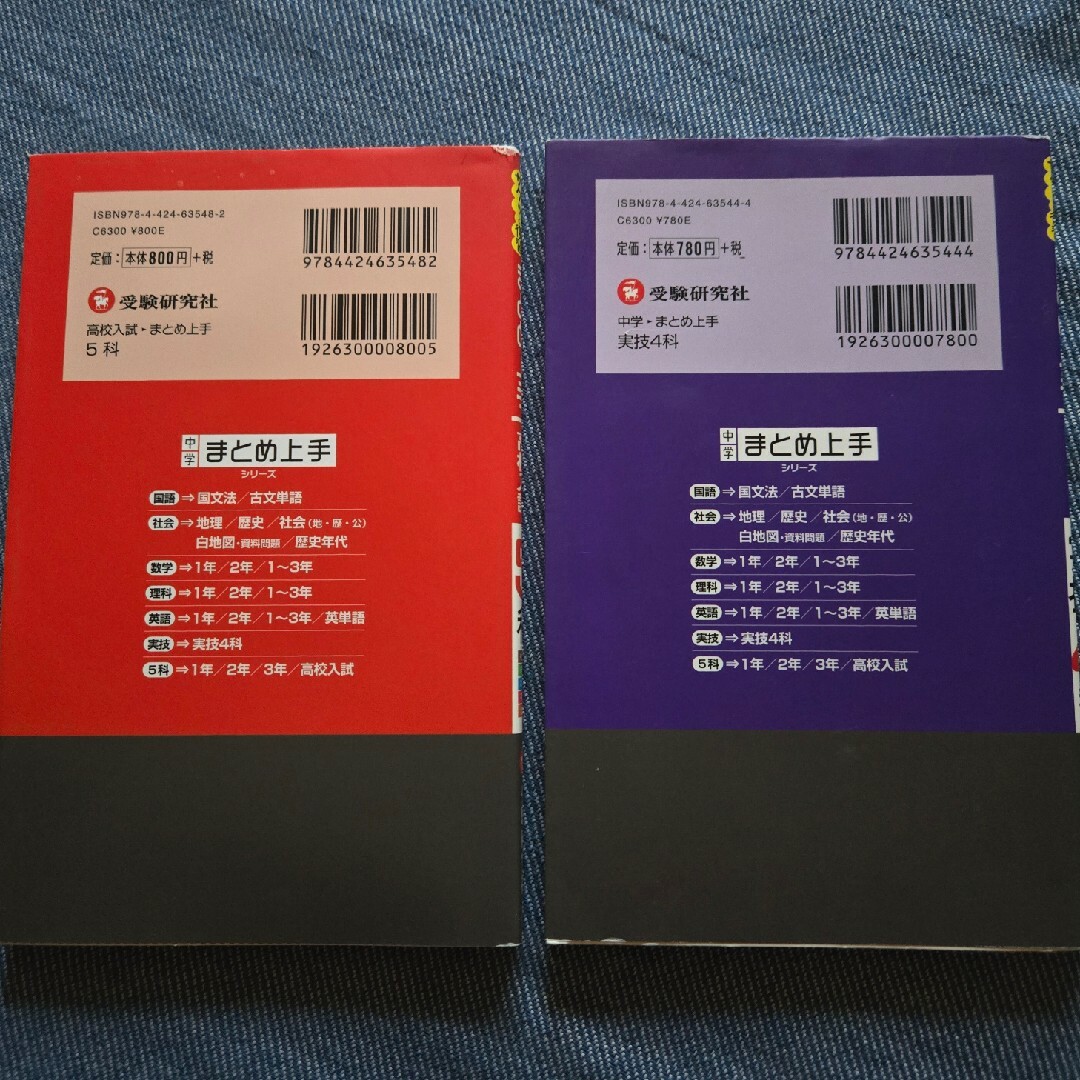 ISBN978-4-424-63548-2
C6300 ¥800E
定価：本体800円+税
9784424635482
受験研究社
高校入試▶まとめ上手
5科
1926300008005
中学 まとめ上手
シリーズ
国語⇒国文法／古文単語
社会⇒地理／歴史／社会(地・歴・公)
白地図・資料問題／歴史年代
数学⇒1年／2年／1〜3年
理科⇒1年／2年／1〜3年
英語⇒1年／2年／1〜3年／英単語
実技⇒実技4科
5科⇒1年／2年／3年／高校入試
ISBN978-4-424-63544-4
C6300 ¥780E
定価：本体780円+税
9784424635444
受験研究社
中学▶まとめ上手
実技4科
1926300007800
中学 まとめ上手
シリーズ
国語⇒国文法／古文単語
社会⇒地理／歴史／社会(地・歴・公)
白地図・資料問題／歴史年代
数学⇒1年／2年／1〜3年
理科⇒1年／2年／1〜3年
英語⇒1年／2年／1〜3年／英単語
実技⇒実技4科
5科⇒1年／2年／3年／高校入試